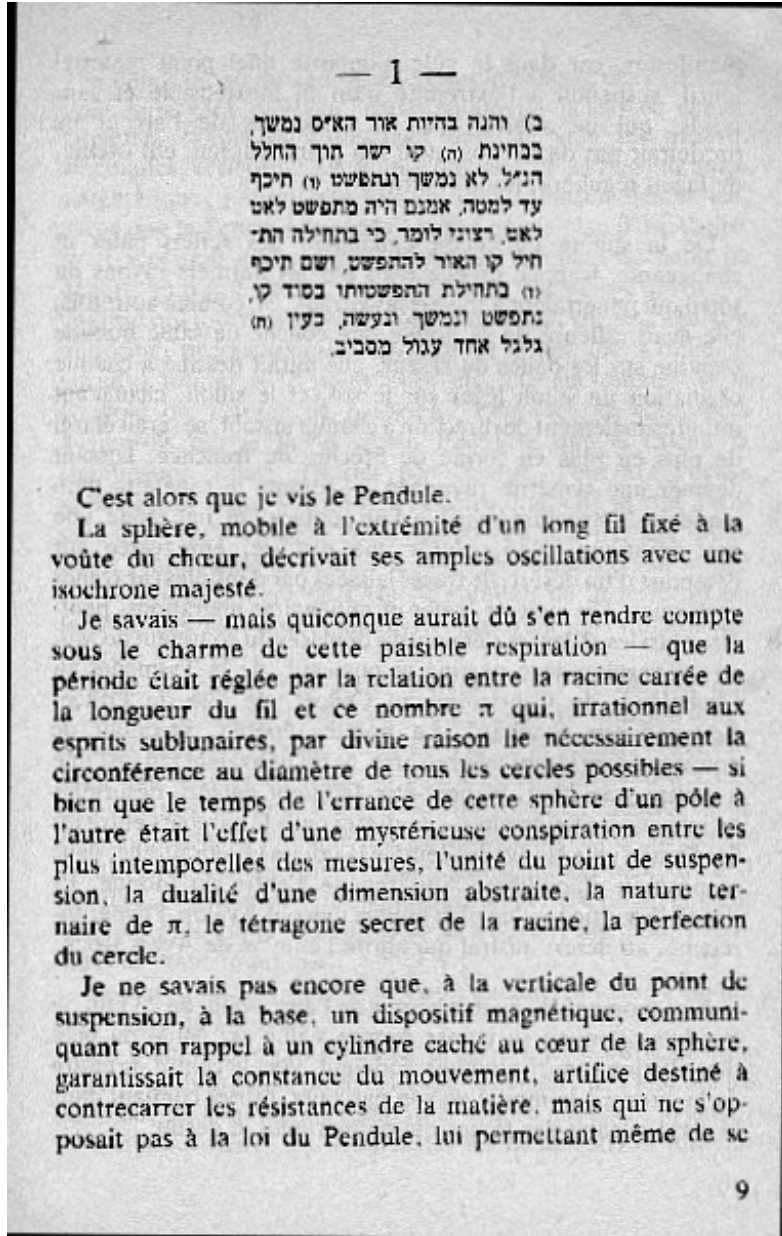 — 1 —
ב) והנה בהיות אור הא״ס נמשך,
בבחינת (ה) קו ישר תוך החלל
הנ״ל, לא נמשך ונתפשט (ו) תיכף
עד למטה, אמנם היה מתפשט לאט
לאט, רצוני לומר, כי בתחילה הת־
חיל קו האור להתפשט, ושם תיכף
(ז) בתחילת התפשטותו בסוד קו,
נתפשט ונמשך ונעשה, כעין (ח)
גלגל אחד עגול מסביב.
C'est alors que je vis le Pendule.
La sphère, mobile à l'extrémité d'un long fil fixé à la
voûte du chœur, décrivait ses amples oscillations avec une
isochrone majesté.
Je savais — mais quiconque aurait dû s'en rendre compte
sous le charme de cette paisible respiration — que la
période était réglée par la relation entre la racine carrée de
la longueur du fil et ce nombre π qui, irrationnel aux
esprits sublunaires, par divine raison lie nécessairement la
circonférence au diamètre de tous les cercles possibles — si
bien que le temps de l'errance de cette sphère d'un pôle à
l'autre était l'effet d'une mystérieuse conspiration entre les
plus intemporelles des mesures, l'unité du point de suspen-
sion, la dualité d'une dimension abstraite, la nature ter-
naire de π, le tétragone secret de la racine, la perfection
du cercle.
Je ne savais pas encore que, à la verticale du point de
suspension, à la base, un dispositif magnétique, communi-
quant son rappel à un cylindre caché au cœur de la sphère,
garantissait la constance du mouvement, artifice destiné à
contrecarrer les résistances de la matière, mais qui ne s'op-
posait pas à la loi du Pendule, lui permettant même de se
9